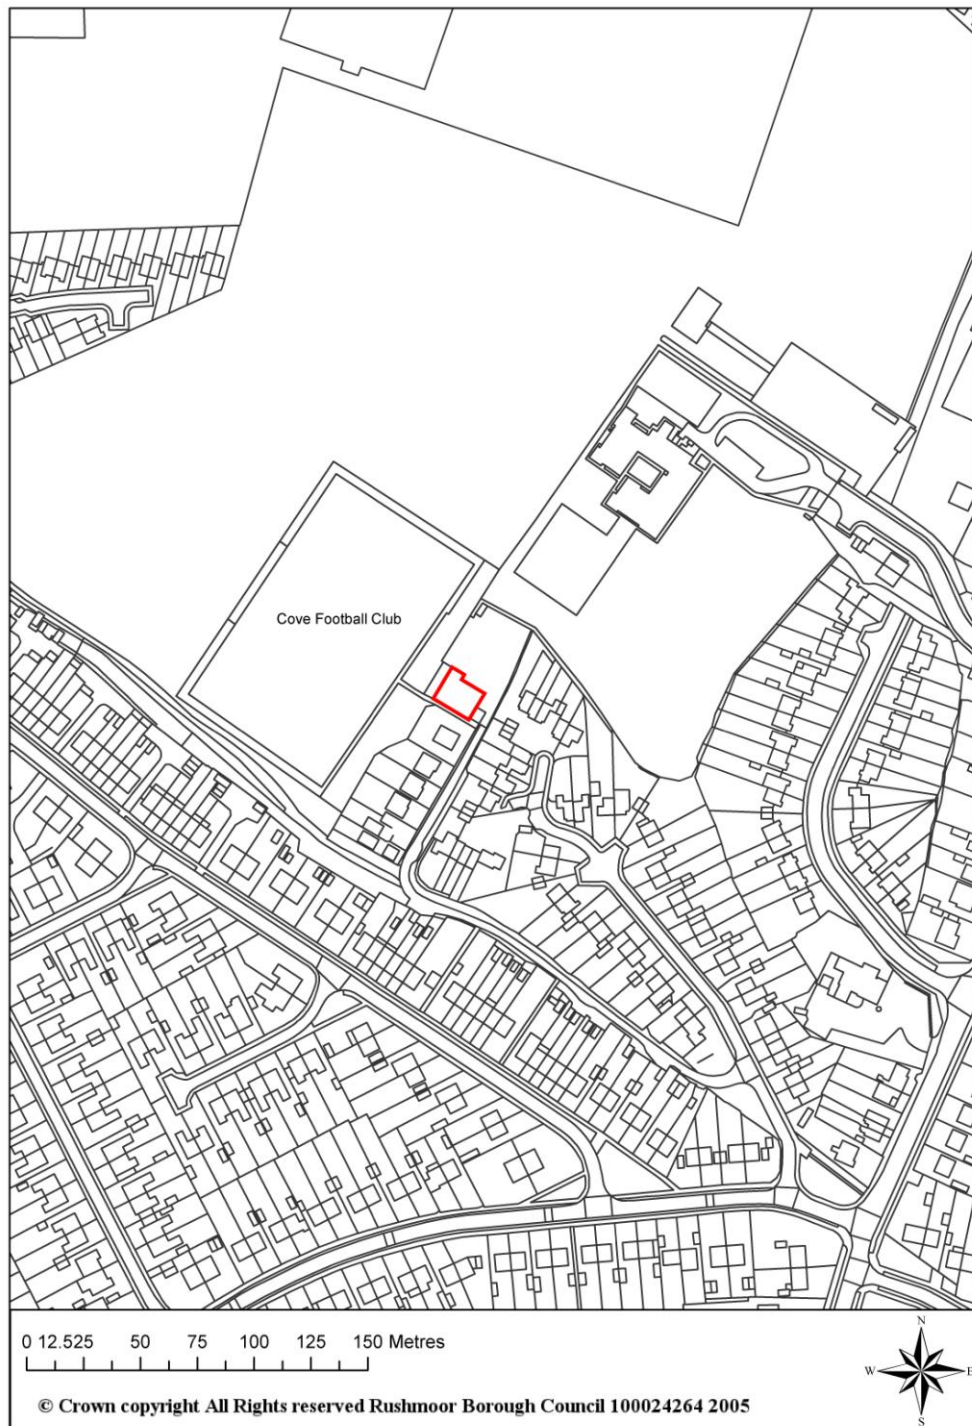 Cove Football Club
0 12.525 50 75 100 125 150 Metres
N
W E
S
© Crown copyright All Rights reserved Rushmoor Borough Council 100024264 2005